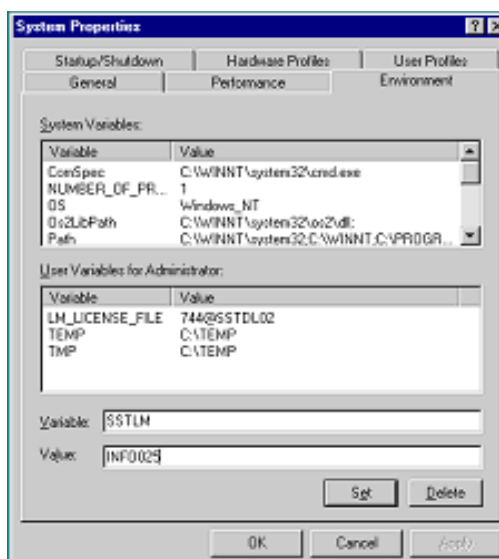 System Properties
Startup/Shutdown Hardware Profiles User Profiles
General Performance Environment
System Variables:
Variable Value
ComSpec C:\WINNT\system32\cmd.exe
NUMBER_OF_PR... 1
OS Windows_NT
Os2LibPath C:\WINNT\system32\os2\dll;
Path C:\WINNT\system32;C:\WINNT;C:\PROGR...
User Variables for Administrator:
Variable Value
LM_LICENSE_FILE 744@SSTDL02
TEMP C:\TEMP
TMP C:\TEMP
Variable: SSTLM
Value: INFO025
Set Delete
OK Cancel Apply